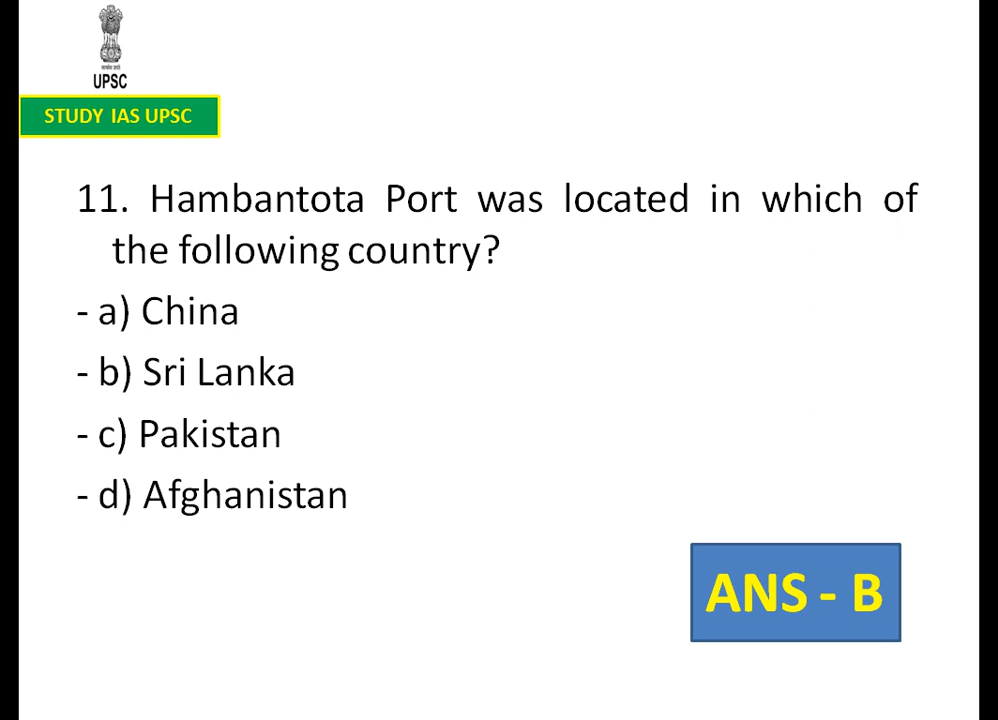 UPSC
STUDY IAS UPSC
11. Hambantota Port was located in which of
the following country?
- a) China
- b) Sri Lanka
- c) Pakistan
- d) Afghanistan
ANS - B